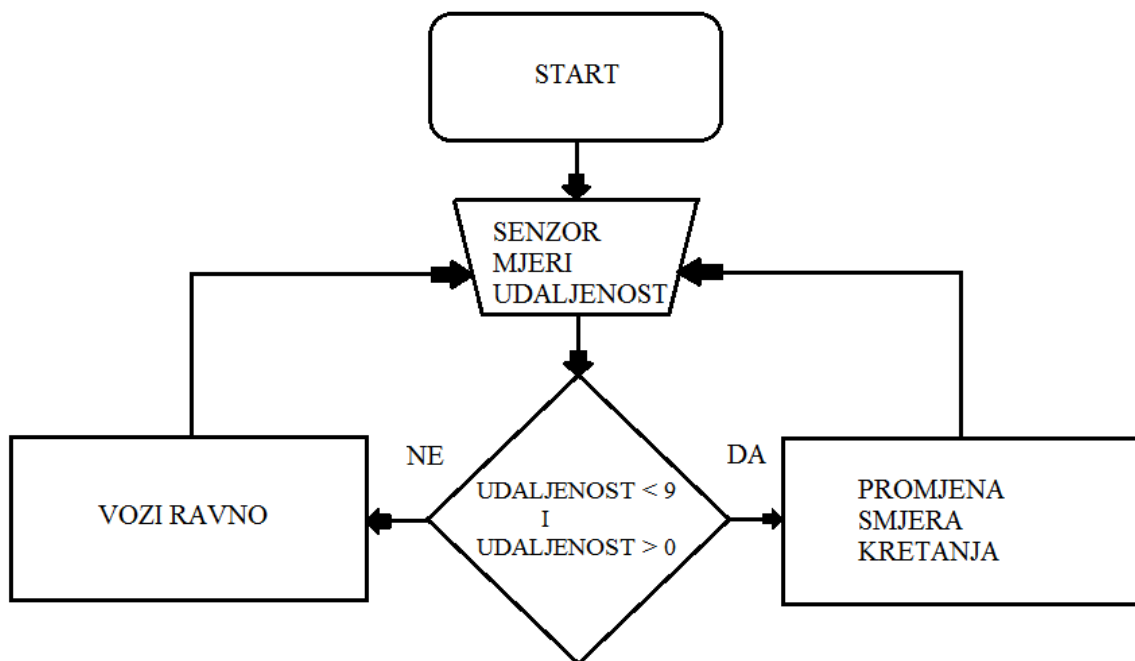 START
SENZOR
MJERI
UDALJENOST
NE
DA
UDALJENOST < 9
I
UDALJENOST > 0
VOZI RAVNO
PROMJENA
SMJERA
KRETANJA